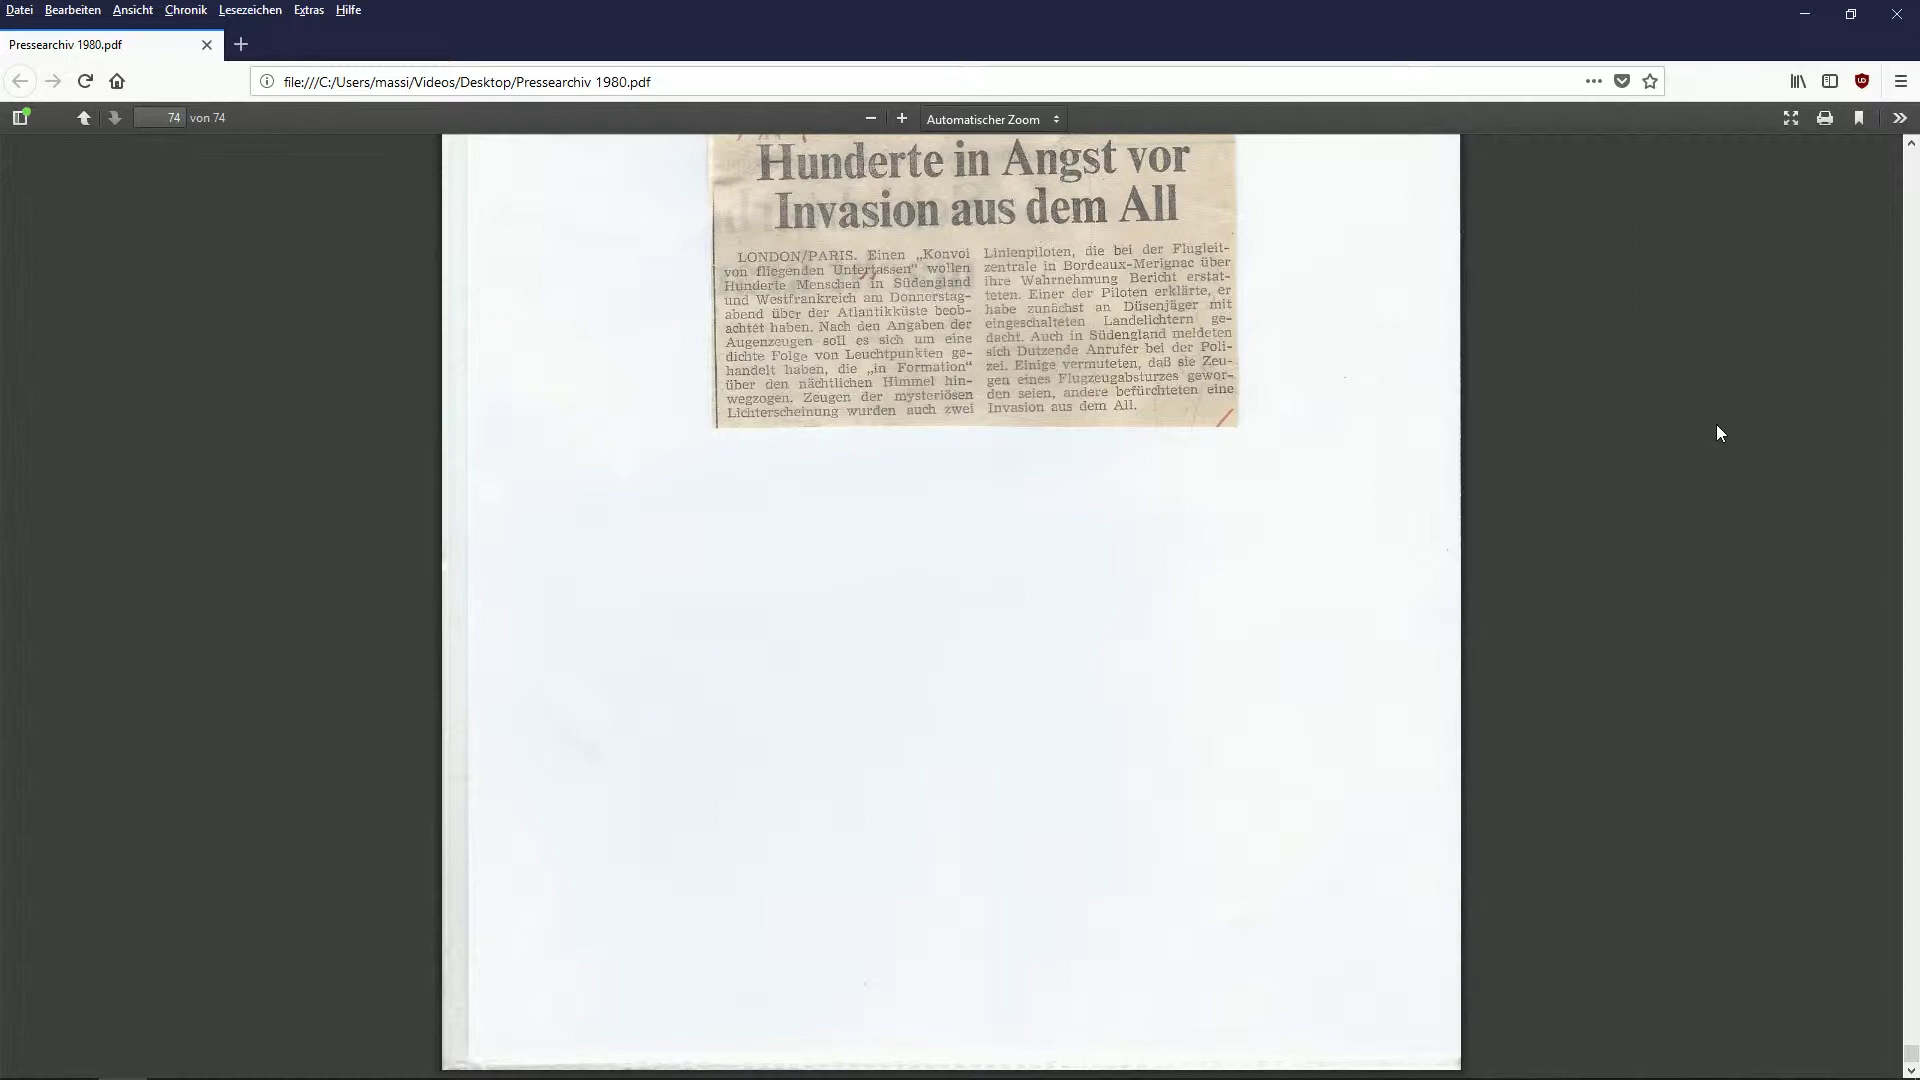 Datei Bearbeiten Ansicht Chronik Lesezeichen Extras Hilfe
Pressearchiv 1980.pdf
file:///C:/Users/massi/Videos/Desktop/Pressearchiv 1980.pdf
74 von 74
Automatischer Zoom
Hunderte in Angst vor
Invasion aus dem All
LONDON/PARIS. Einen „Konvoi
von fliegenden Untertassen“ wollen
Hunderte Menschen in Südengland
und Westfrankreich am Donnerstag-
abend über der Atlantikküste beob-
achtet haben. Nach den Angaben der
Augenzeugen soll es sich um eine
dichte Folge von Leuchtpunkten ge-
handelt haben, die „in Formation“
über den nächtlichen Himmel hin-
wegzogen. Zeugen der mysteriösen
Lichterscheinung wurden auch zwei
Linienpiloten, die bei der Flugleit-
zentrale in Bordeaux-Merignac über
ihre Wahrnehmung Bericht erstat-
teten. Einer der Piloten erklärte, er
habe zunächst an Düsenjäger mit
eingeschalteten Landelichtern ge-
dacht. Auch in Südengland meldeten
sich Dutzende Anrufer bei der Poli-
zei. Einige vermuteten, daß sie Zeu-
gen eines Flugzeugabsturzes gewor-
den seien, andere befürchteten eine
Invasion aus dem All.